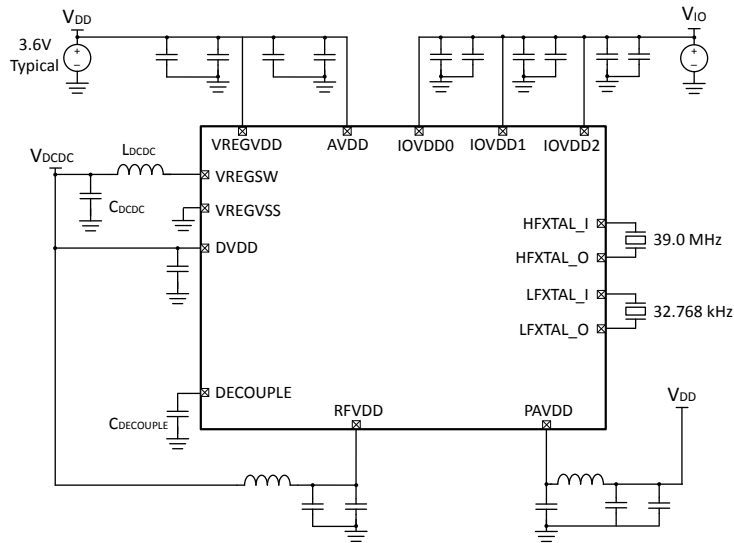 VDD
3.6V
Typical
+
−
VIO
+
−
VREGVDD
AVDD
IOVDD0
IOVDD1
IOVDD2
VDCDC
LDCDC
VREGSW
CDCDC
VREGVSS
DVDD
HFXTAL_I
39.0 MHz
HFXTAL_O
LFXTAL_I
32.768 kHz
LFXTAL_O
DECOUPLE
CDECOUPLE
RFVDD
PAVDD
VDD